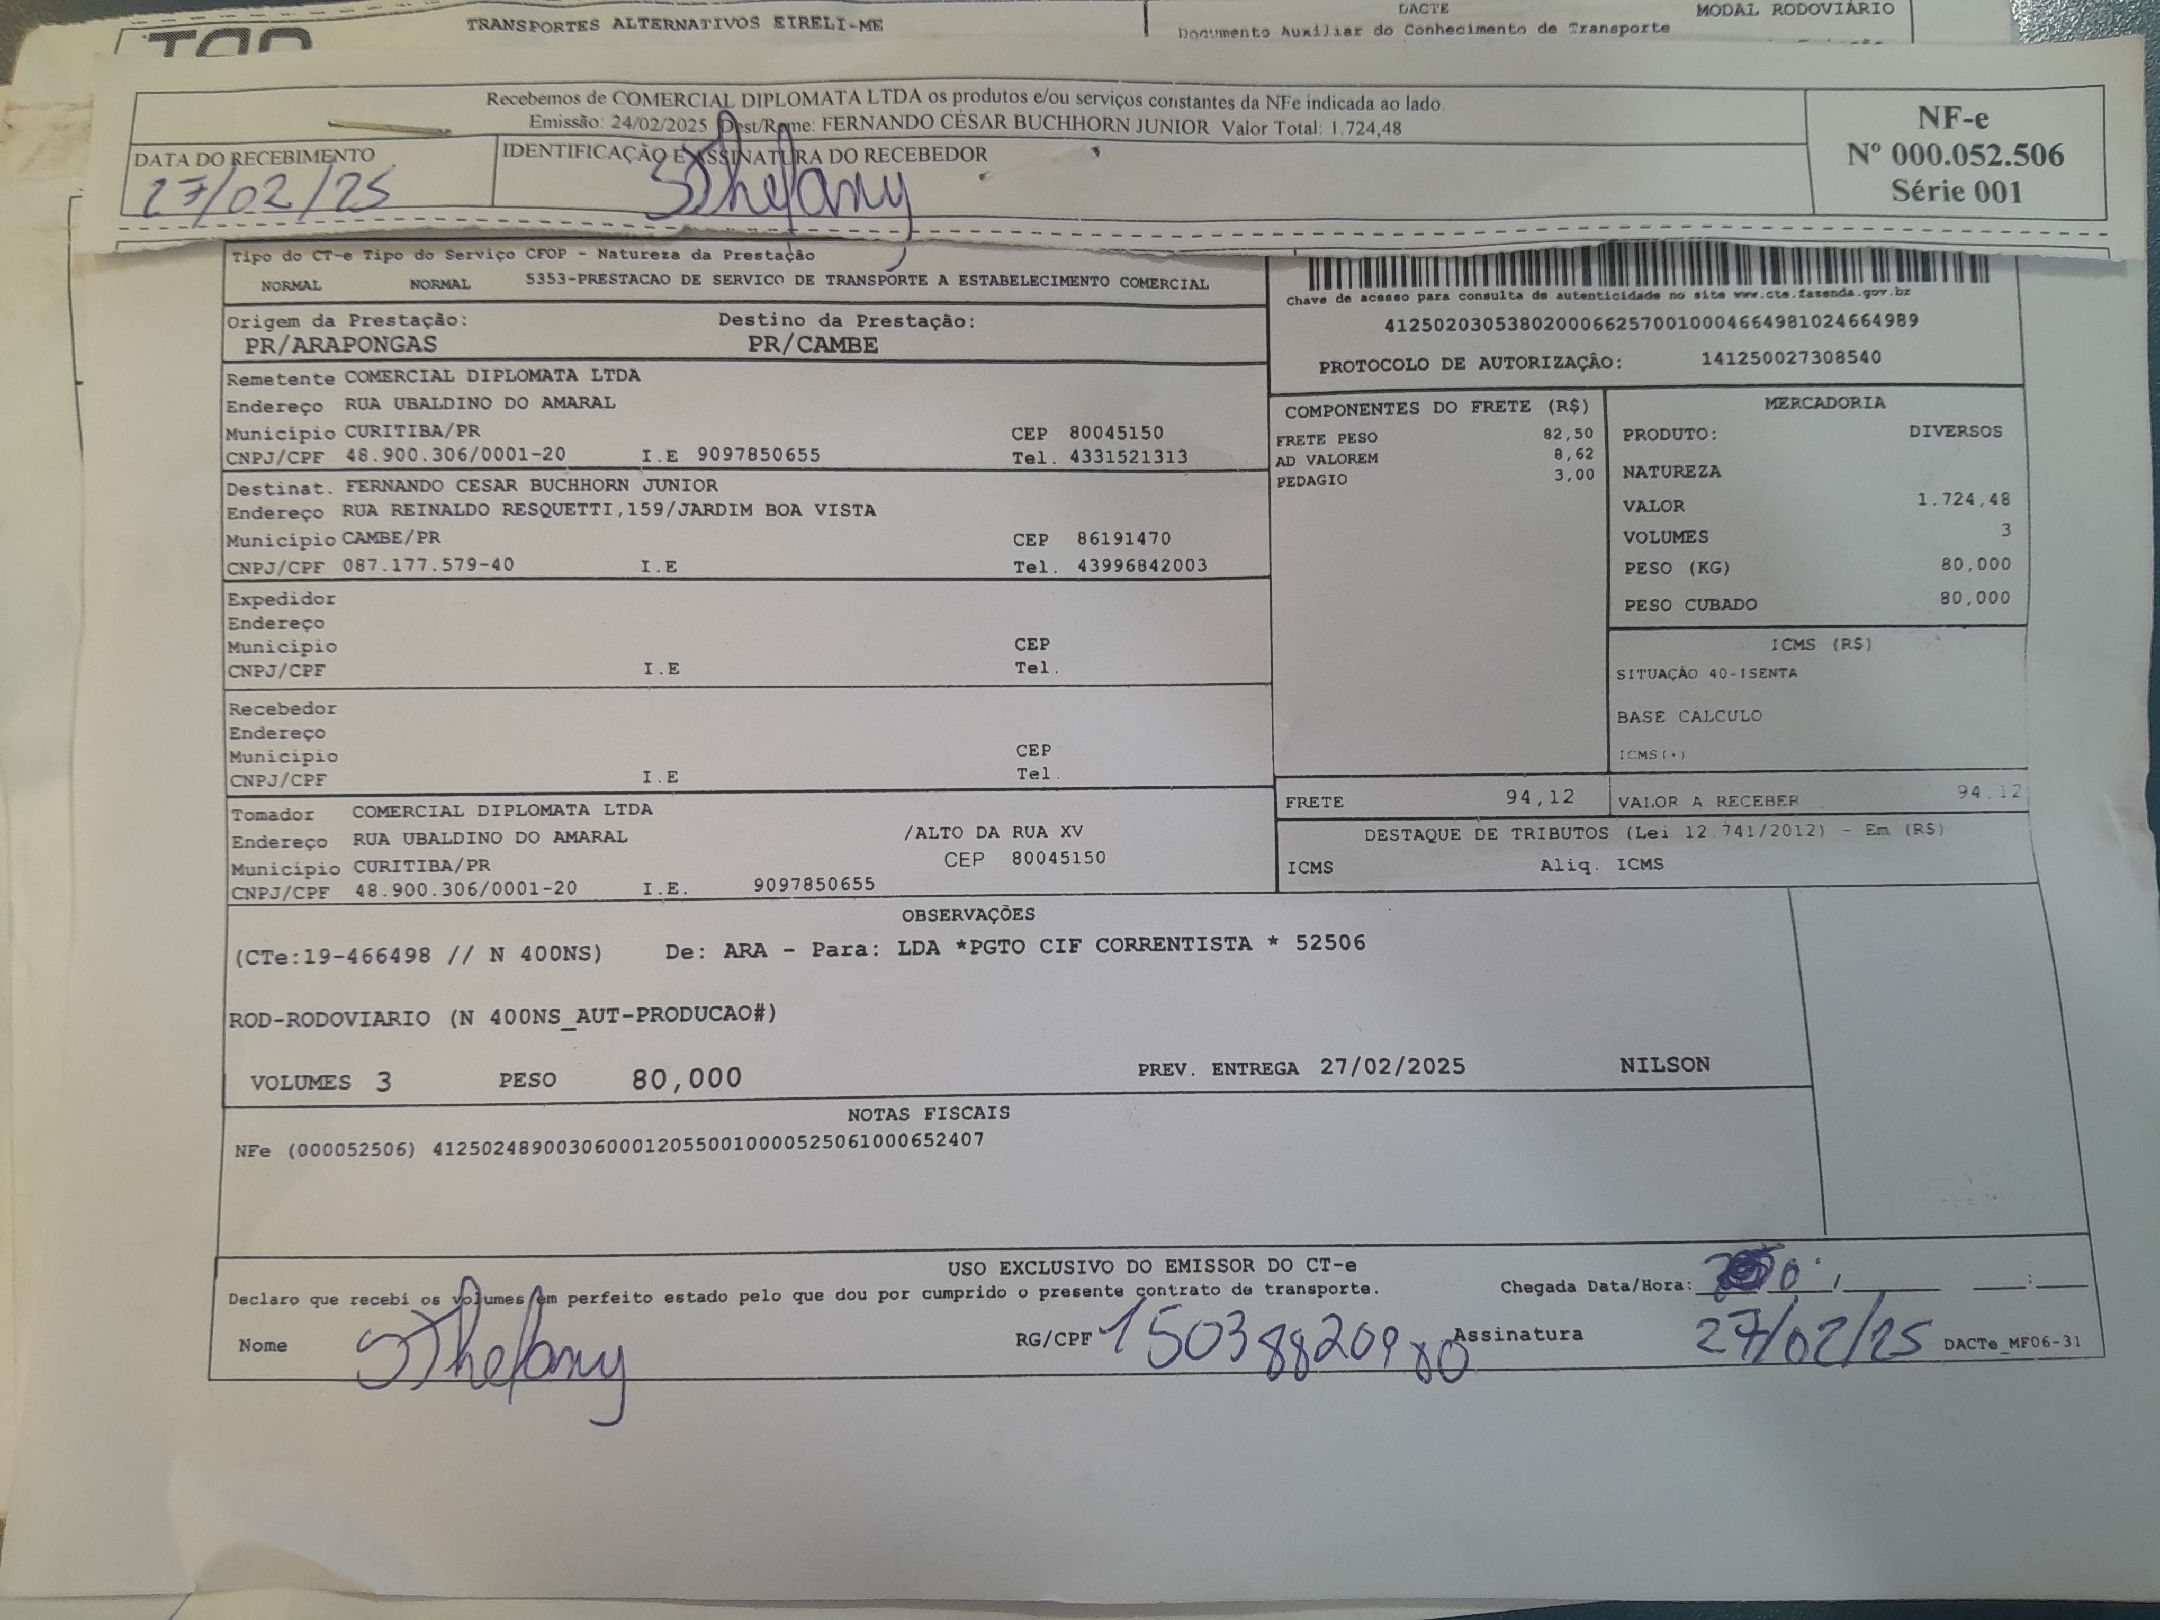 TRANSPORTES ALTERNATIVOS EIRELI-ME
DACTE
MODAL RODOVIÁRIO
Documento Auxiliar do Conhecimento de Transporte
Recebemos de COMERCIAL DIPLOMATA LTDA os produtos e/ou serviços constantes da NFe indicada ao lado.
Emissão: 24/02/2025 Dest/Reme: FERNANDO CÉSAR BUCHHORN JUNIOR Valor Total: 1.724,48
NF-e
Nº 000.052.506
Série 001
DATA DO RECEBIMENTO
27/02/25
IDENTIFICAÇÃO E ASSINATURA DO RECEBEDOR
Sthefany
Tipo do CT-e Tipo do Serviço CFOP - Natureza da Prestação
NORMAL NORMAL 5353-PRESTACAO DE SERVICO DE TRANSPORTE A ESTABELECIMENTO COMERCIAL
Chave de acesso para consulta de autenticidade no site www.cte.fazenda.gov.br
41250203053802000662570010004664981024664989
PROTOCOLO DE AUTORIZAÇÃO: 141250027308540
Origem da Prestação: Destino da Prestação:
PR/ARAPONGAS PR/CAMBE
Remetente COMERCIAL DIPLOMATA LTDA
Endereço RUA UBALDINO DO AMARAL
Município CURITIBA/PR CEP 80045150
CNPJ/CPF 48.900.306/0001-20 I.E 9097850655 Tel. 4331521313
Destinat. FERNANDO CESAR BUCHHORN JUNIOR
Endereço RUA REINALDO RESQUETTI,159/JARDIM BOA VISTA
Município CAMBE/PR CEP 86191470
CNPJ/CPF 087.177.579-40 I.E Tel. 43996842003
Expedidor
Endereço
Município CEP
CNPJ/CPF I.E Tel.
Recebedor
Endereço
Município CEP
CNPJ/CPF I.E Tel.
Tomador COMERCIAL DIPLOMATA LTDA
Endereço RUA UBALDINO DO AMARAL /ALTO DA RUA XV
Município CURITIBA/PR CEP 80045150
CNPJ/CPF 48.900.306/0001-20 I.E. 9097850655
COMPONENTES DO FRETE (R$)
FRETE PESO 82,50
AD VALOREM 8,62
PEDAGIO 3,00
MERCADORIA
PRODUTO: DIVERSOS
NATUREZA
VALOR 1.724,48
VOLUMES 3
PESO (KG) 80,000
PESO CUBADO 80,000
ICMS (R$)
SITUAÇÃO 40-ISENTA
BASE CÁLCULO
FRETE 94,12 VALOR A RECEBER 94,12
DESTAQUE DE TRIBUTOS (Lei 12.741/2012) - Em (R$)
ICMS Aliq. ICMS
OBSERVAÇÕES
(CTe:19-466498 // N 400NS) De: ARA - Para: LDA *PGTO CIF CORRENTISTA * 52506
ROD-RODOVIARIO (N 400NS_AUT-PRODUCAO#)
VOLUMES 3 PESO 80,000 PREV. ENTREGA 27/02/2025 NILSON
NOTAS FISCAIS
NFe (000052506) 41250248900306000120550010000525061000652407
USO EXCLUSIVO DO EMISSOR DO CT-e
Declaro que recebi os volumes em perfeito estado pelo que dou por cumprido o presente contrato de transporte. Chegada Data/Hora:
Nome Sthefany RG/CPF 15038820980 Assinatura 27/02/25 DACTe_MF06-31